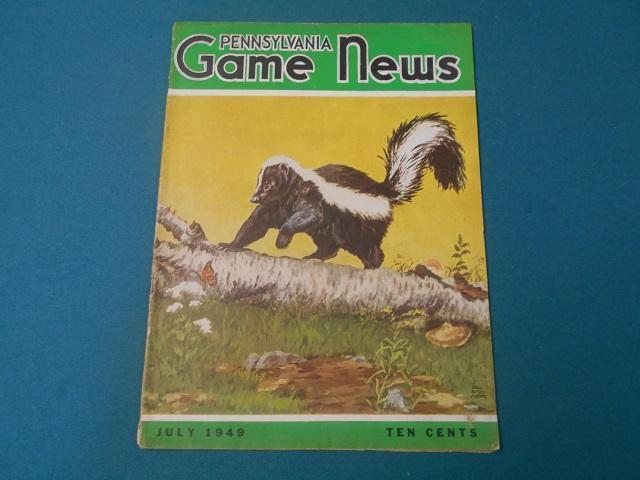 PENNSYLVANIA
Game News
JULY 1949 TEN CENTS